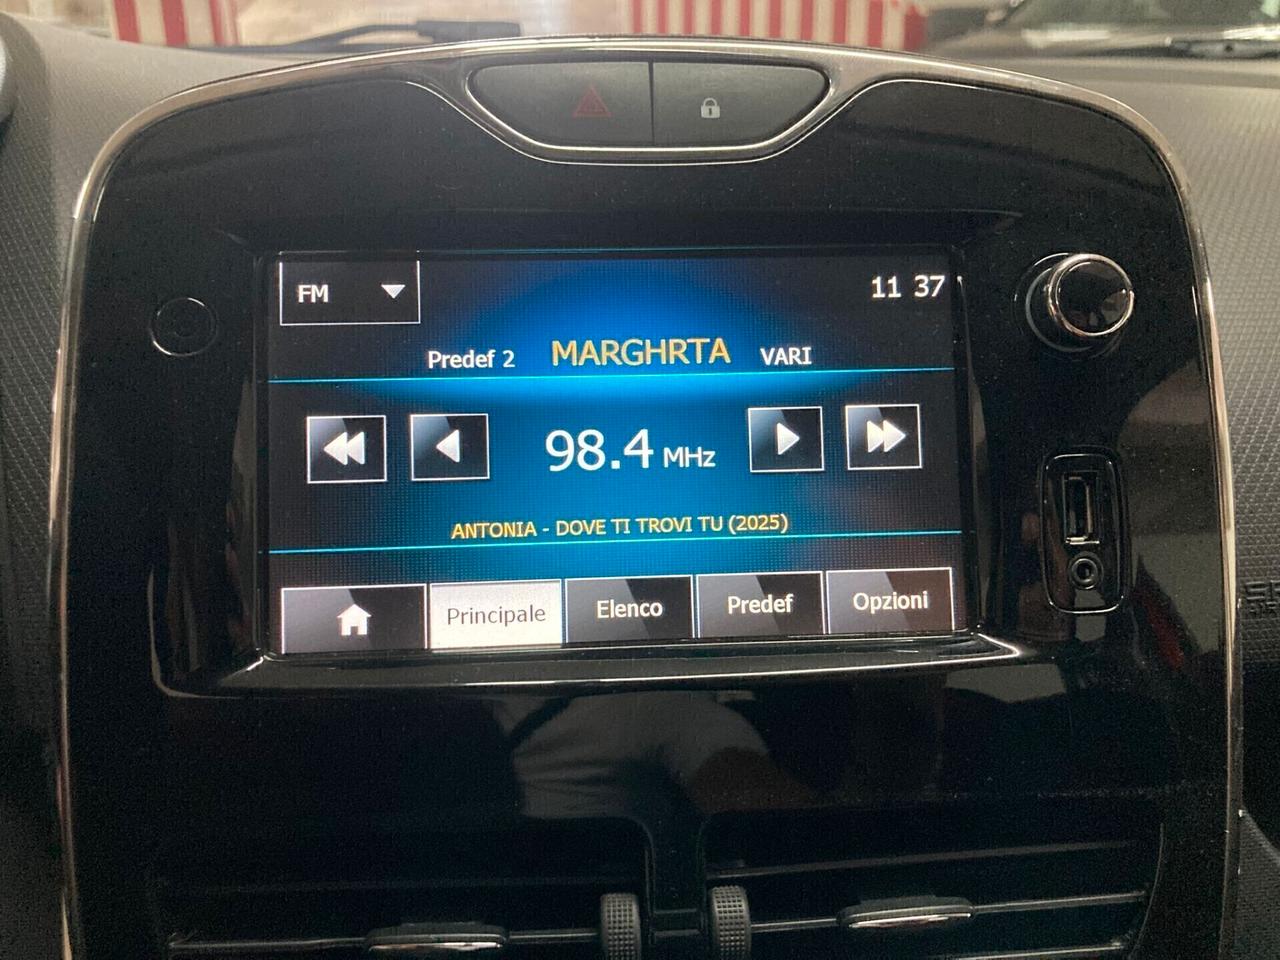 FM
11 37
Predef 2 MARGHRTA VARI
98.4 MHz
ANTONIA - DOVE TI TROVI TU (2025)
Principale Elenco Predef Opzioni